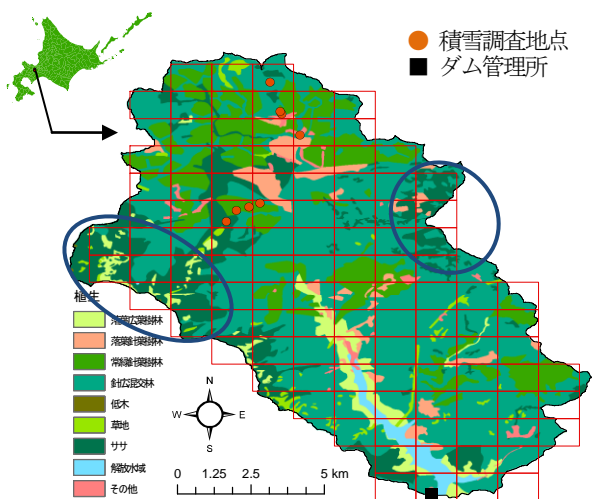 積雪調査地点
ダム管理所
植生
落葉広葉樹林
落葉針葉樹林
常緑針葉樹林
針広混交林
低木
草地
ササ
解放水域
その他
N
W E
S
0 1.25 2.5 5 km